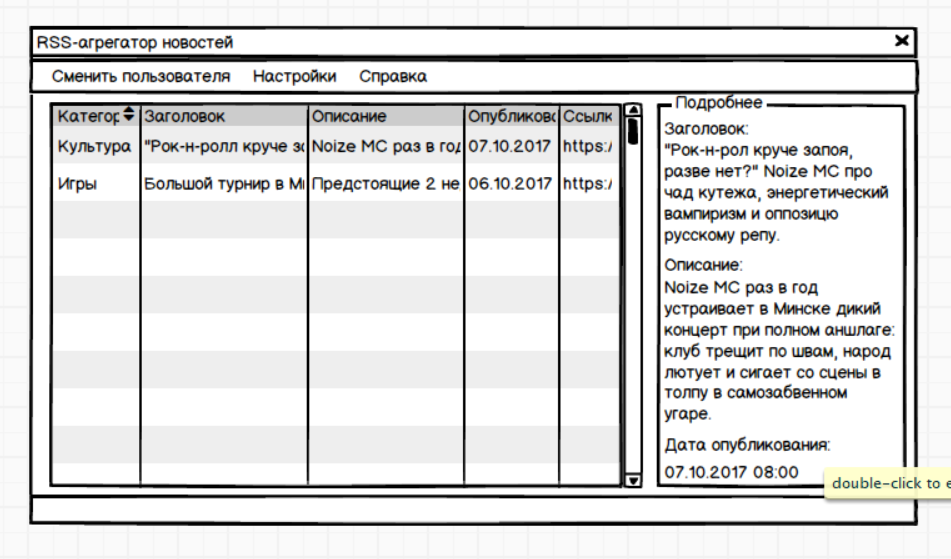 RSS-агрегатор новостей
Сменить пользователя Настройки Справка
Категор Заголовок Описание Опубликовс Ссылк
Культура "Рок-н-ролл круче за Noize MC раз в год 07.10.2017 https:/
Игры Большой турнир в Ми Предстоящие 2 не 06.10.2017 https:/
Подробнее
Заголовок:
"Рок-н-рол круче запоя,
разве нет?" Noize MC про
чад кутежа, энергетический
вампиризм и оппозицю
русскому репу.
Описание:
Noize MC раз в год
устраивает в Минске дикий
концерт при полном аншлаге:
клуб трещит по швам, народ
лютует и сигает со сцены в
толпу в самозабвенном
угаре.
Дата опубликования:
07.10.2017 08:00
double-click to e